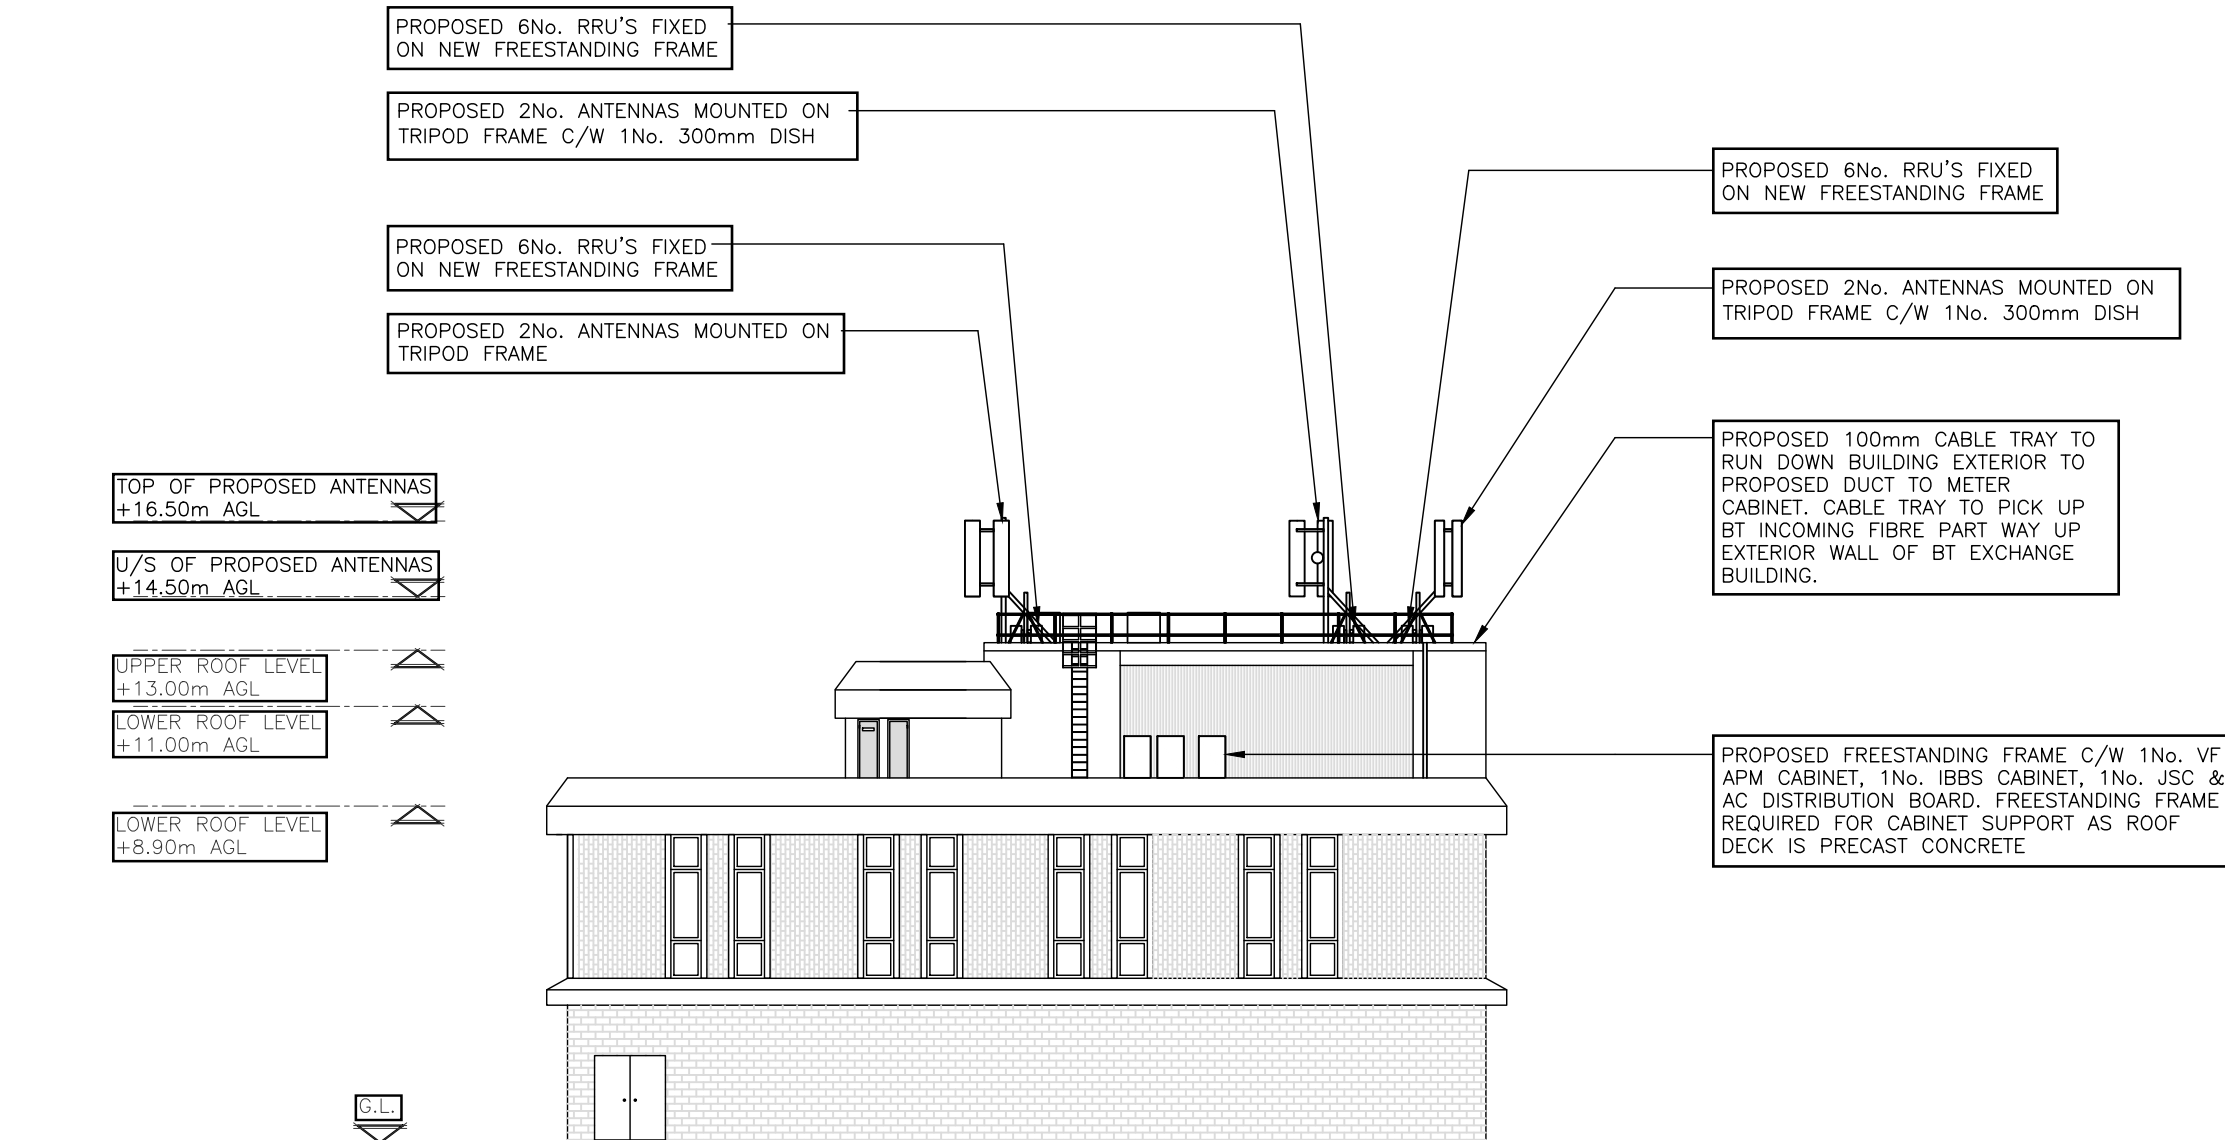 PROPOSED 6No. RRU'S FIXED
ON NEW FREESTANDING FRAME
PROPOSED 2No. ANTENNAS MOUNTED ON
TRIPOD FRAME C/W 1No. 300mm DISH
PROPOSED 6No. RRU'S FIXED
ON NEW FREESTANDING FRAME
PROPOSED 2No. ANTENNAS MOUNTED ON
TRIPOD FRAME
TOP OF PROPOSED ANTENNAS
+16.50m AGL
U/S OF PROPOSED ANTENNAS
+14.50m AGL
UPPER ROOF LEVEL
+13.00m AGL
LOWER ROOF LEVEL
+11.00m AGL
LOWER ROOF LEVEL
+8.90m AGL
G.L.
PROPOSED 6No. RRU'S FIXED
ON NEW FREESTANDING FRAME
PROPOSED 2No. ANTENNAS MOUNTED ON
TRIPOD FRAME C/W 1No. 300mm DISH
PROPOSED 100mm CABLE TRAY TO
RUN DOWN BUILDING EXTERIOR TO
PROPOSED DUCT TO METER
CABINET. CABLE TRAY TO PICK UP
BT INCOMING FIBRE PART WAY UP
EXTERIOR WALL OF BT EXCHANGE
BUILDING.
PROPOSED FREESTANDING FRAME C/W 1No. VF
APM CABINET, 1No. IBBS CABINET, 1No. JSC &
AC DISTRIBUTION BOARD. FREESTANDING FRAME
REQUIRED FOR CABINET SUPPORT AS ROOF
DECK IS PRECAST CONCRETE